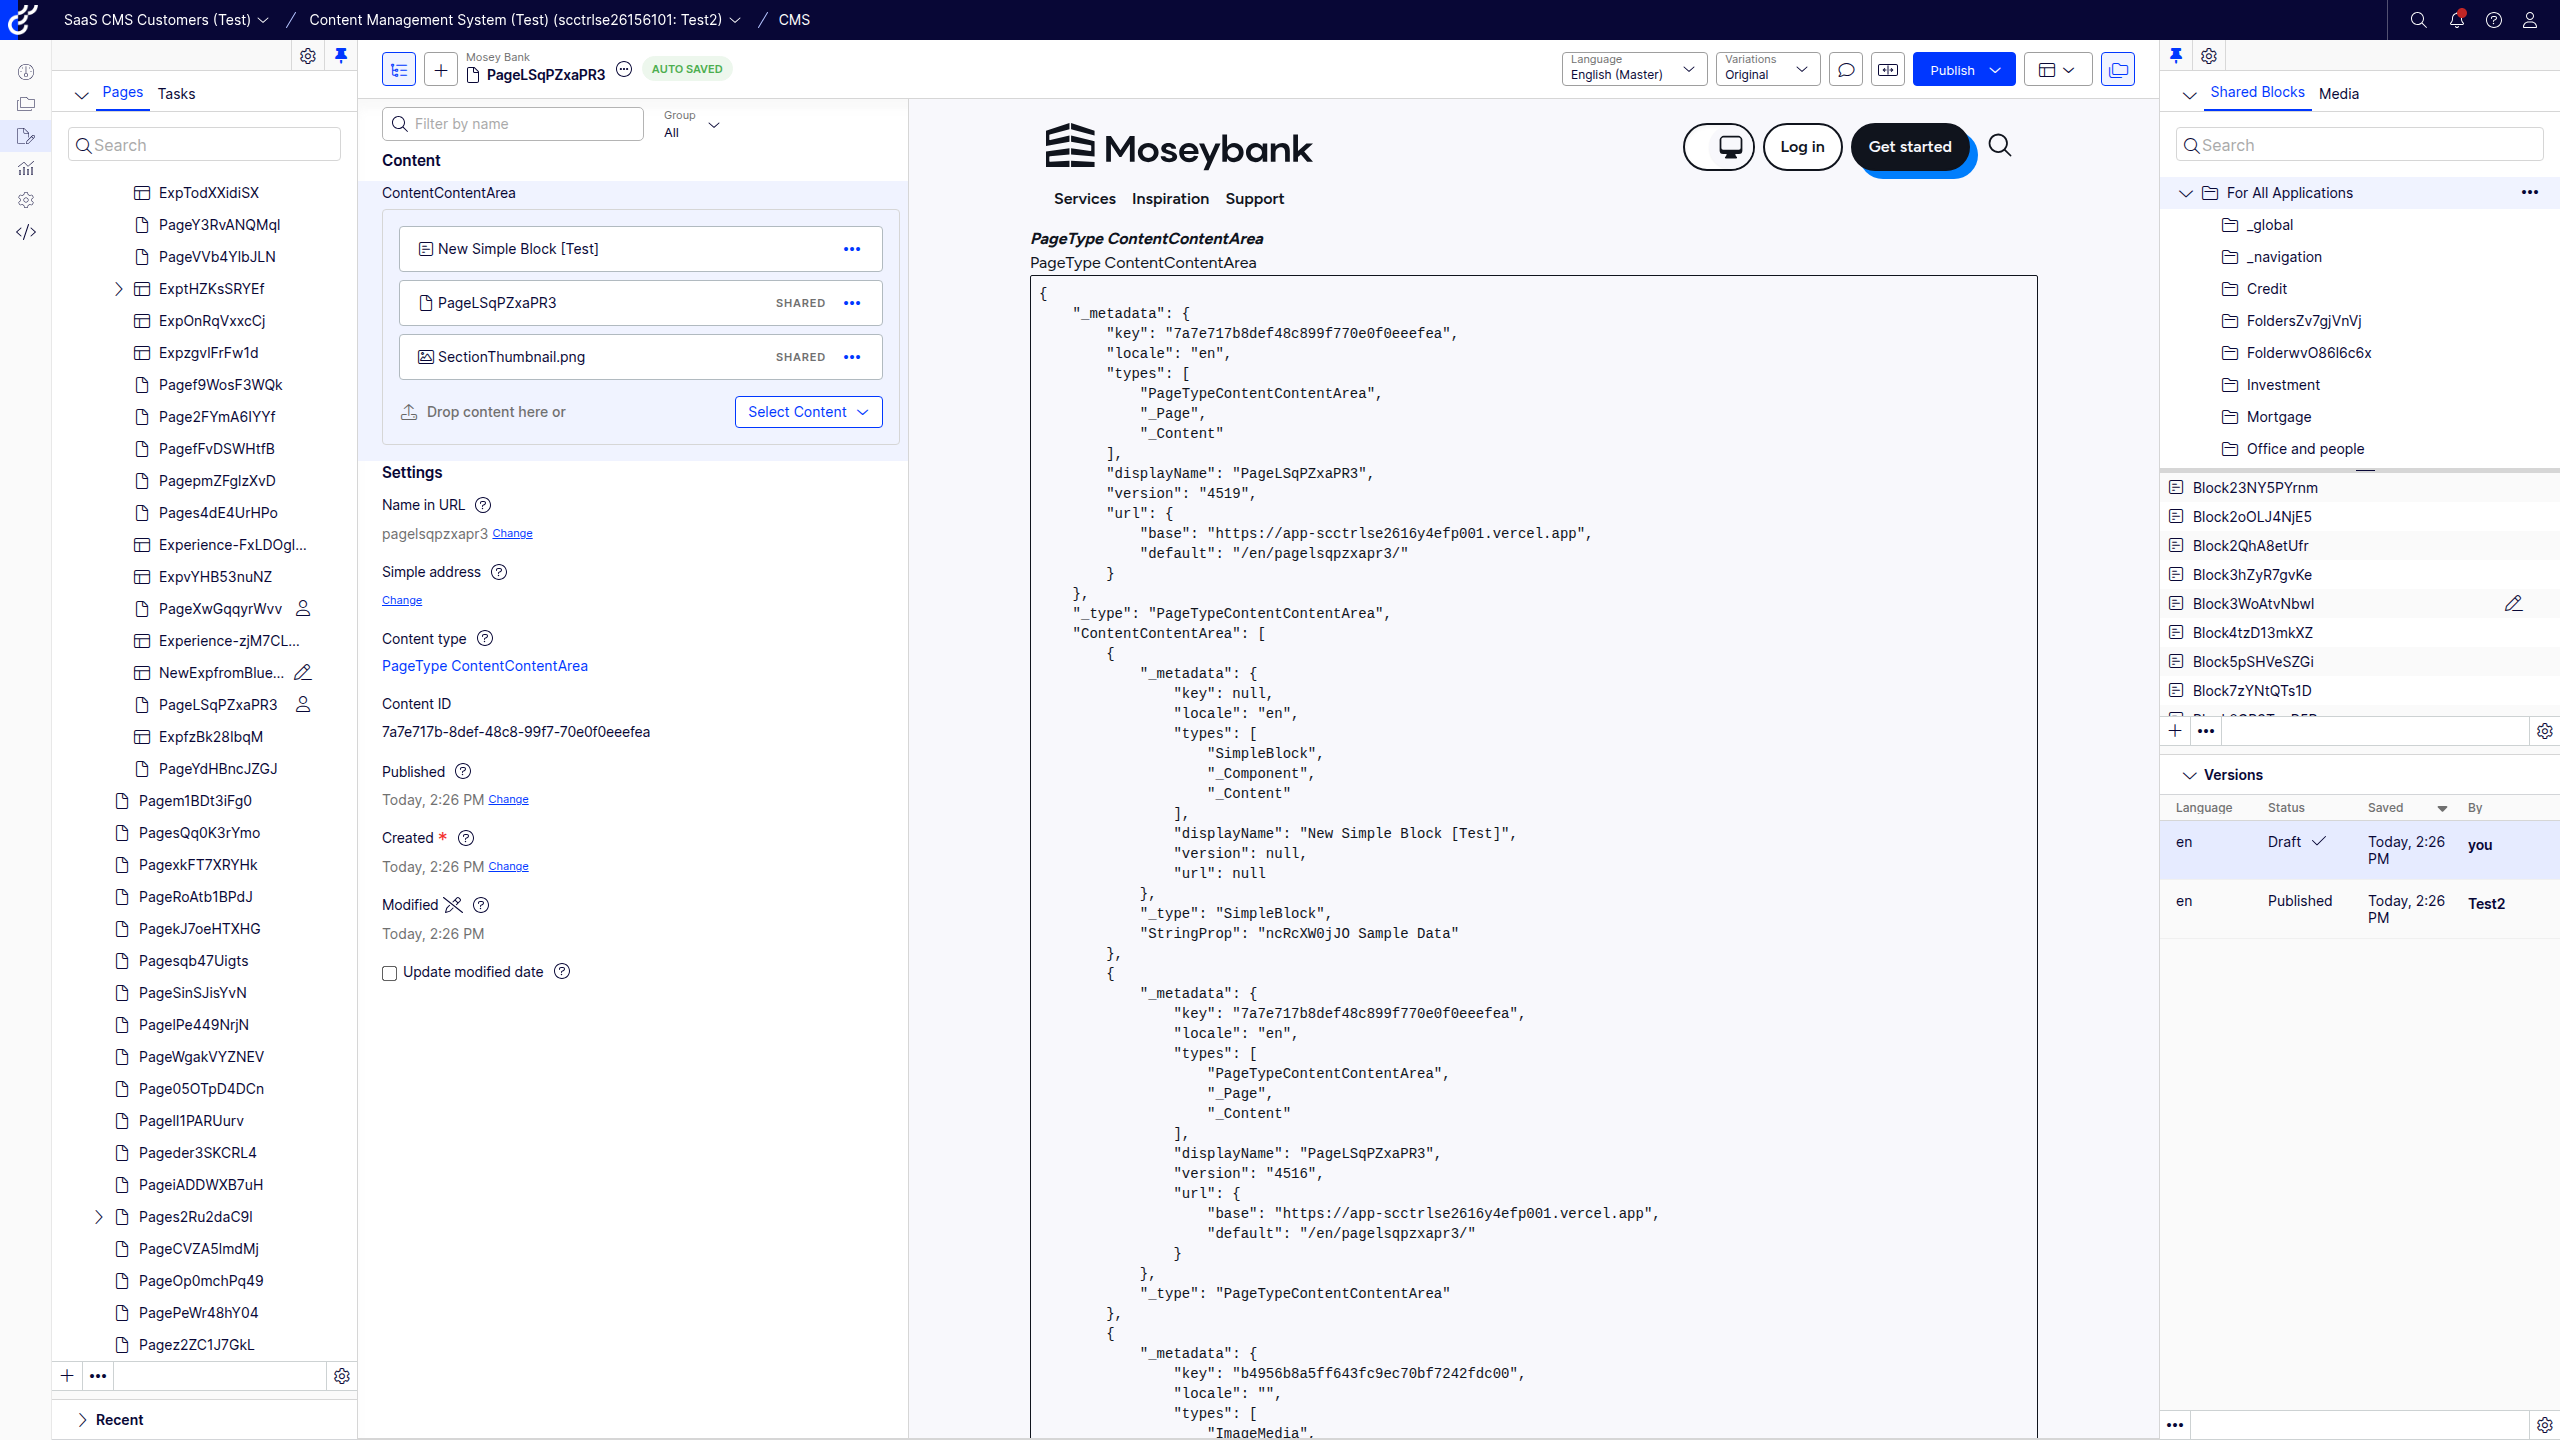 SaaS CMS Customers (Test)
Content Management System (Test) (scctrlse26156101: Test2)
CMS
Pages
Tasks
Search
ExpTodXXidiSX
PageY3RvANQMql
PageVVb4YlbJLN
ExptHZKsSRYEf
ExpOnRqVxxcCj
ExpzgvlFrFw1d
Pagef9WosF3WQk
Page2FYmA6IYYf
PagefFvDSWHtfB
PagepmZFglzXvD
Pages4dE4UrHPo
Experience-FxLDOgl...
ExpvYHB53nuNZ
PageXwGqqyrWvv
Experience-zjM7CL...
NewExpfromBlue...
PageLSqPZxaPR3
ExpfzBk28IbqM
PageYdHBncJZGJ
Pagem1BDt3iFg0
PagesQq0K3rYmo
PagexkFT7XRYHk
PageRoAtb1BPdJ
PagekJ7oeHTXHG
Pagesqb47Uigts
PageSinSJisYvN
PagelPe449NrjN
PageWgakVYZNEV
Page05OTpD4DCn
Pagell1PARUurv
Pageder3SKCRL4
PageiADDWXB7uH
Pages2Ru2daC9l
PageCVZA5lmdMj
PageOp0mchPq49
PagePeWr48hY04
Pagez2ZC1J7GkL
Recent
Mosey Bank
PageLSqPZxaPR3
AUTO SAVED
Language
English (Master)
Variations
Original
Publish
Filter by name
Group
All
Content
ContentContentArea
New Simple Block [Test]
PageLSqPZxaPR3
SHARED
SectionThumbnail.png
SHARED
Drop content here or
Select Content
Settings
Name in URL
pagelsqpzxapr3 Change
Simple address
Change
Content type
PageType ContentContentArea
Content ID
7a7e717b-8def-48c8-99f7-70e0f0eeefea
Published
Today, 2:26 PM Change
Created *
Today, 2:26 PM Change
Modified
Today, 2:26 PM
Update modified date
Moseybank
Log in
Get started
Services
Inspiration
Support
PageType ContentContentArea
PageType ContentContentArea
{
"_metadata": {
"key": "7a7e717b8def48c899f770e0f0eeefea",
"locale": "en",
"types": [
"PageTypeContentContentArea",
"_Page",
"_Content"
],
"displayName": "PageLSqPZxaPR3",
"version": "4519",
"url": {
"base": "https://app-scctrlse2616y4efp001.vercel.app",
"default": "/en/pagelsqpzxapr3/"
}
},
"_type": "PageTypeContentContentArea",
"ContentContentArea": [
{
"_metadata": {
"key": null,
"locale": "en",
"types": [
"SimpleBlock",
"_Component",
"_Content"
],
"displayName": "New Simple Block [Test]",
"version": null,
"url": null
},
"_type": "SimpleBlock",
"StringProp": "ncRcXW0jJO Sample Data"
},
{
"_metadata": {
"key": "7a7e717b8def48c899f770e0f0eeefea",
"locale": "en",
"types": [
"PageTypeContentContentArea",
"_Page",
"_Content"
],
"displayName": "PageLSqPZxaPR3",
"version": "4516",
"url": {
"base": "https://app-scctrlse2616y4efp001.vercel.app",
"default": "/en/pagelsqpzxapr3/"
}
},
"_type": "PageTypeContentContentArea"
},
{
"_metadata": {
"key": "b4956b8a5ff643fc9ec70bf7242fdc00",
"locale": "",
"types": [
"ImageMedia",
Shared Blocks
Media
Search
For All Applications
_global
_navigation
Credit
FoldersZv7gjVnVj
FolderwvO86I6c6x
Investment
Mortgage
Office and people
Block23NY5PYrnm
Block2oOLJ4NjE5
Block2QhA8etUfr
Block3hZyR7gvKe
Block3WoAtvNbwl
Block4tzD13mkXZ
Block5pSHVeSZGi
Block7zYNtQTs1D
Versions
Language
Status
Saved
By
en
Draft
Today, 2:26 PM
you
en
Published
Today, 2:26 PM
Test2